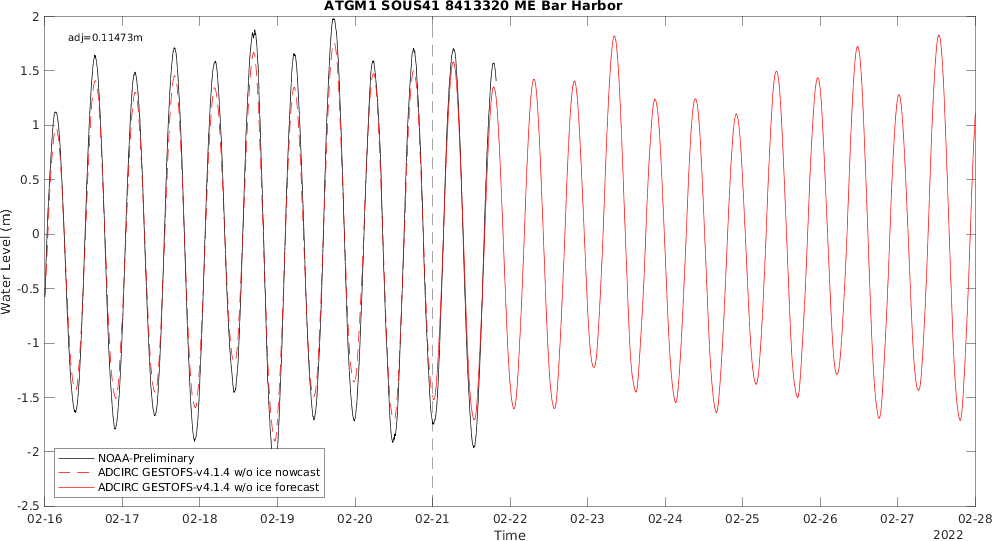 ATGM1 SOUS41 8413320 ME Bar Harbor
adj=0.11473m
2
1.5
1
0.5
0
-0.5
-1
-1.5
-2
-2.5
Water Level (m)
NOAA-Preliminary
ADCIRC GESTOFS-v4.1.4 w/o ice nowcast
ADCIRC GESTOFS-v4.1.4 w/o ice forecast
02-16 02-17 02-18 02-19 02-20 02-21 02-22 02-23 02-24 02-25 02-26 02-27 02-28
Time
2022